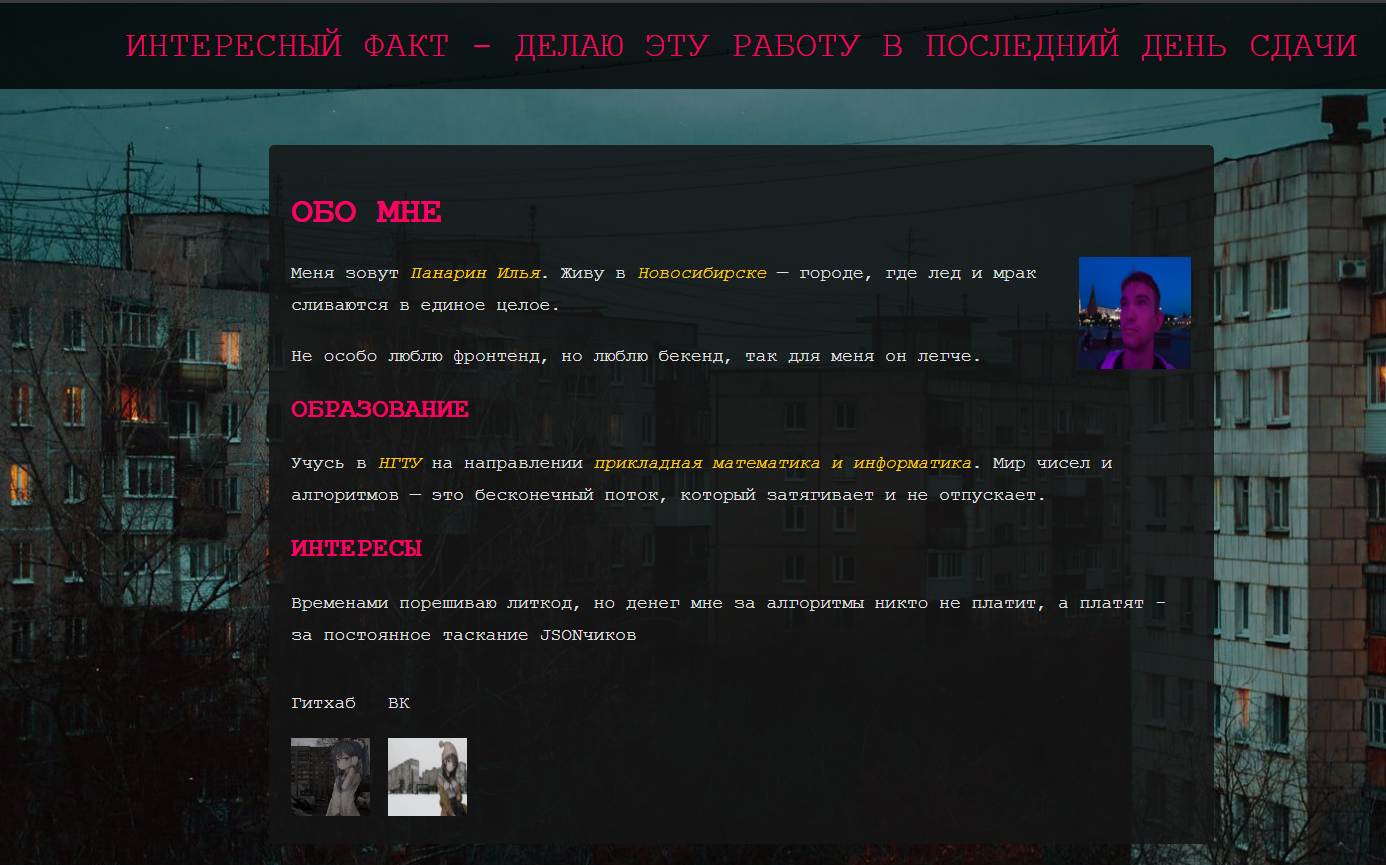 ИНТЕРЕСНЫЙ ФАКТ - ДЕЛАЮ ЭТУ РАБОТУ В ПОСЛЕДНИЙ ДЕНЬ СДАЧИ
ОБО МНЕ
Меня зовут Панарин Илья. Живу в Новосибирске — городе, где лед и мрак
сливаются в единое целое.
Не особо люблю фронтенд, но люблю бекенд, так для меня он легче.
ОБРАЗОВАНИЕ
Учусь в НГТУ на направлении прикладная математика и информатика. Мир чисел и
алгоритмов — это бесконечный поток, который затягивает и не отпускает.
ИНТЕРЕСЫ
Временами порешиваю литкод, но денег мне за алгоритмы никто не платит, а платят -
за постоянное таскание JSONчиков
Гитхаб ВК